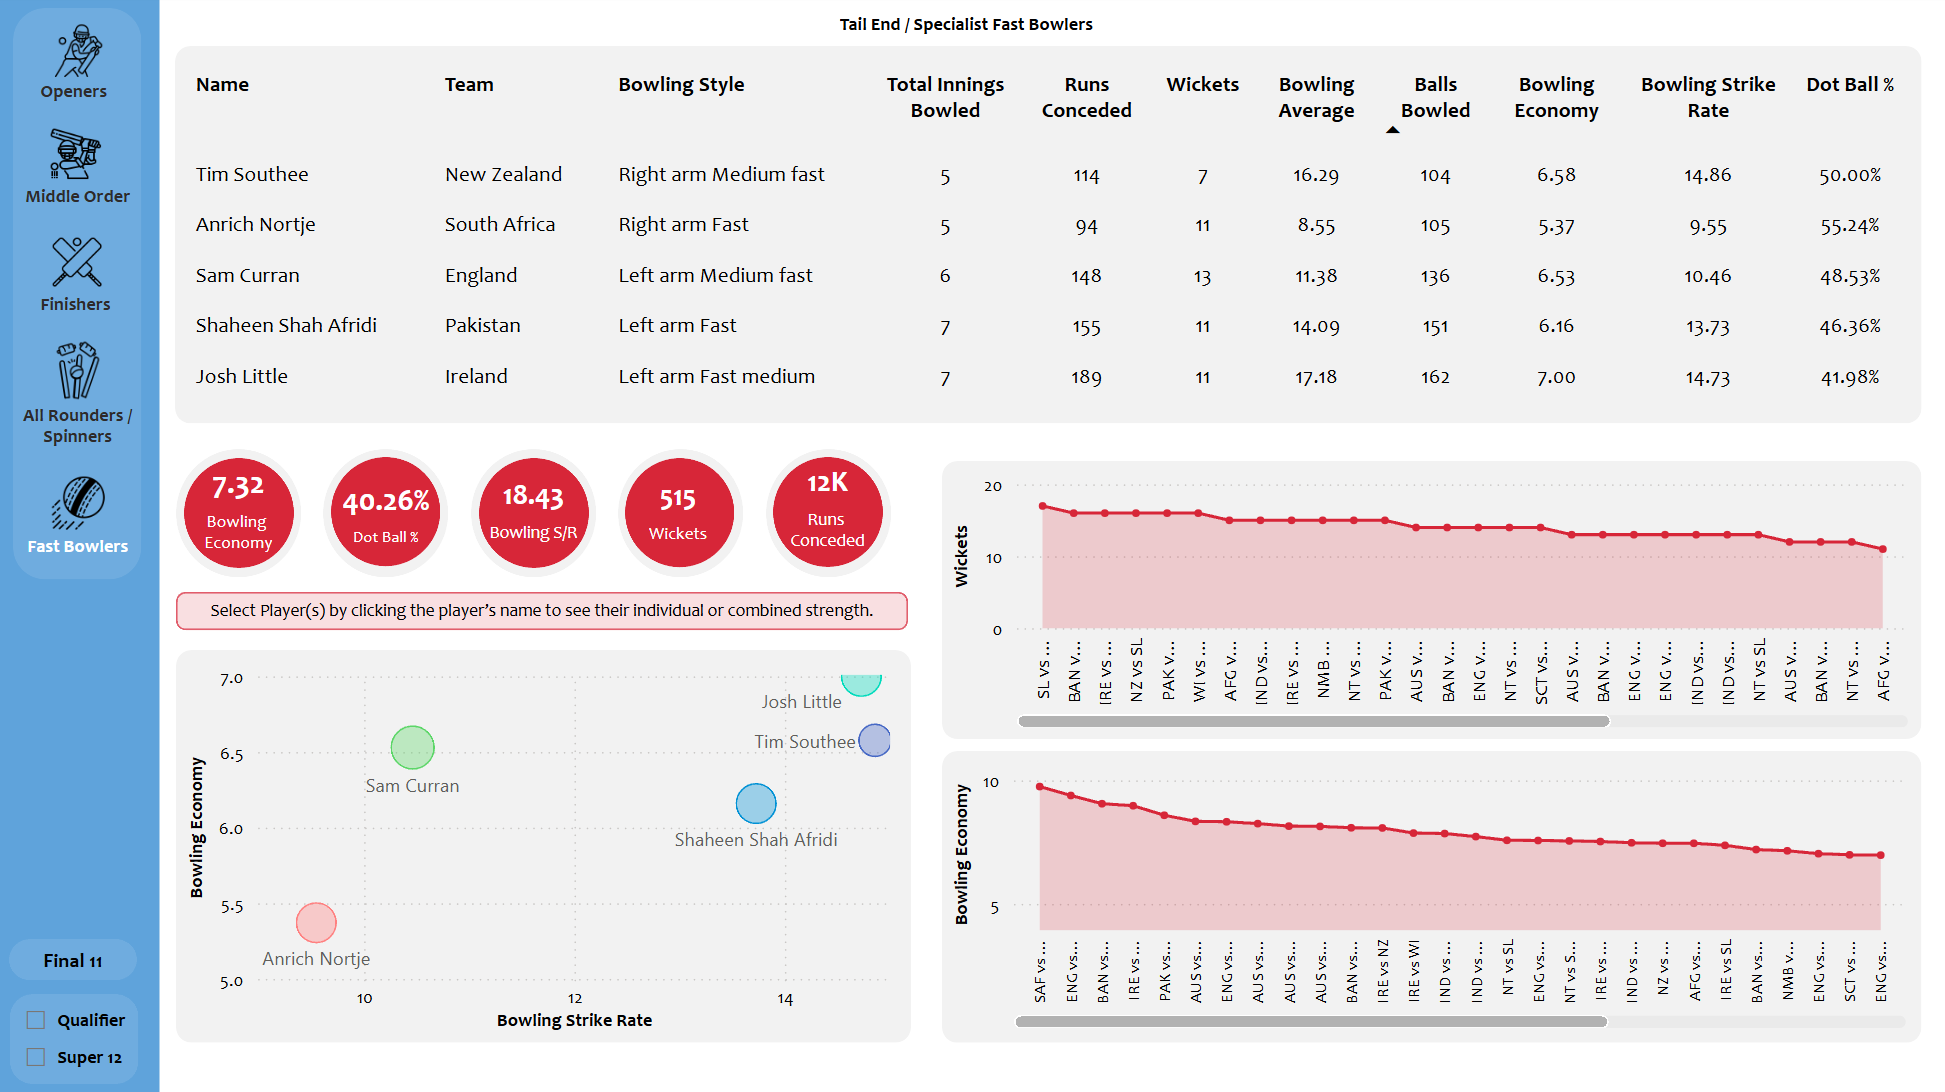 Openers
Middle Order
Finishers
All Rounders /
Spinners
Fast Bowlers
Final 11
Qualifier
Super 12
Tail End / Specialist Fast Bowlers
Name Team Bowling Style Total Innings Bowled Runs Conceded Wickets Bowling Average Balls Bowled Bowling Economy Bowling Strike Rate Dot Ball %
Tim Southee New Zealand Right arm Medium fast 5 114 7 16.29 104 6.58 14.86 50.00%
Anrich Nortje South Africa Right arm Fast 5 94 11 8.55 105 5.37 9.55 55.24%
Sam Curran England Left arm Medium fast 6 148 13 11.38 136 6.53 10.46 48.53%
Shaheen Shah Afridi Pakistan Left arm Fast 7 155 11 14.09 151 6.16 13.73 46.36%
Josh Little Ireland Left arm Fast medium 7 189 11 17.18 162 7.00 14.73 41.98%
7.32
Bowling
Economy
40.26%
Dot Ball %
18.43
Bowling S/R
515
Wickets
12K
Runs
Conceded
Select Player(s) by clicking the player's name to see their individual or combined strength.
Bowling Economy
7.0
6.5
6.0
5.5
5.0
Josh Little
Tim Southee
Sam Curran
Shaheen Shah Afridi
Anrich Nortje
10 12 14
Bowling Strike Rate
Wickets
20
10
0
SL vs ...
BAN v...
IRE vs ...
NZ vs SL
PAK v...
WI vs ...
AFG v...
IND vs...
IRE vs ...
NMB ...
NT vs ...
PAK v...
AUS v...
BAN v...
ENG v...
NT vs ...
SCT vs...
AUS v...
BAN v...
ENG v...
ENG v...
IND vs...
IND vs...
NT vs SL
AUS v...
BAN v...
NT vs ...
AFG v...
Bowling Economy
10
5
SAF vs ...
ENG vs...
BAN vs...
IRE vs ...
PAK vs...
AUS vs...
ENG vs...
AUS vs...
AUS vs...
AUS vs...
BAN vs...
IRE vs NZ
IRE vs WI
IND vs ...
IND vs ...
NT vs SL
ENG vs...
NT vs S...
IRE vs ...
IND vs ...
NZ vs ...
AFG vs...
IRE vs SL
BAN vs...
NMB v...
ENG vs...
SCT vs ...
ENG vs...